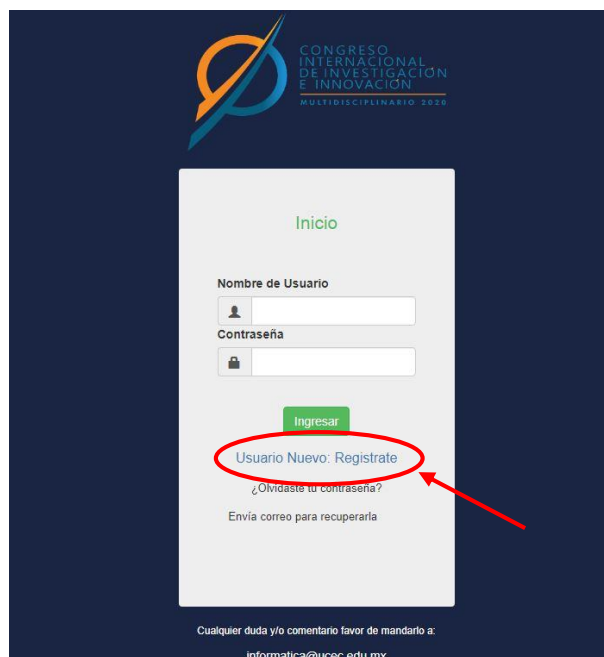 CONGRESO
INTERNACIONAL
DE INVESTIGACIÓN
E INNOVACIÓN
MULTIDISCIPLINARIO 2020
Inicio
Nombre de Usuario
Contraseña
Ingresar
Usuario Nuevo: Registrate
¿Olvidaste tu contraseña?
Envía correo para recuperarla
Cualquier duda y/o comentario favor de mandarlo a:
informatica@ucec.edu.mx